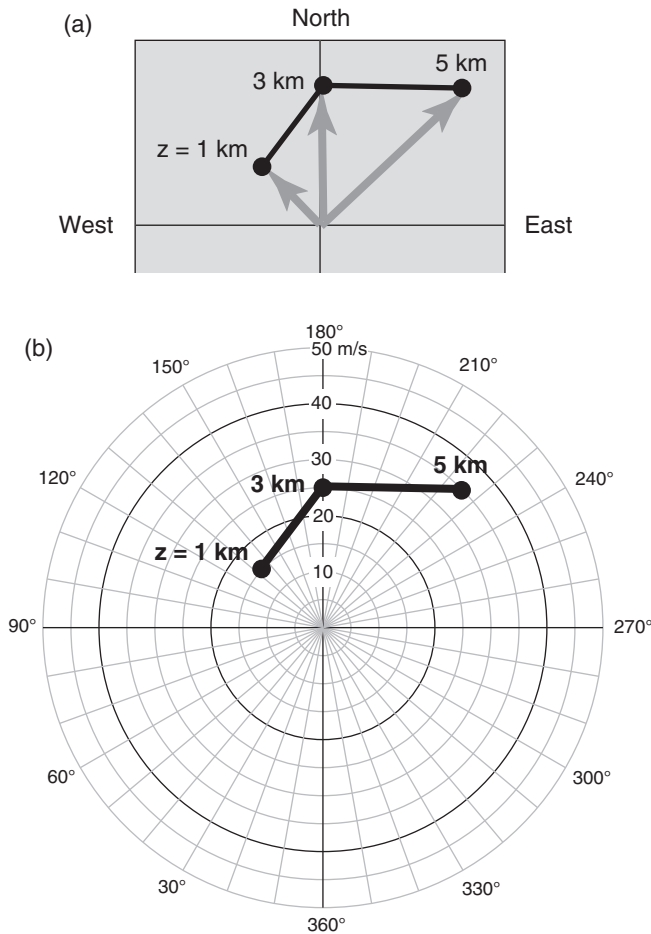 North
(a)
5 km
3 km
z = 1 km
West
East
(b)
180°
50 m/s
150°
210°
40
30
5 km
120°
240°
3 km
20
z = 1 km
10
90°
270°
60°
300°
30°
330°
360°